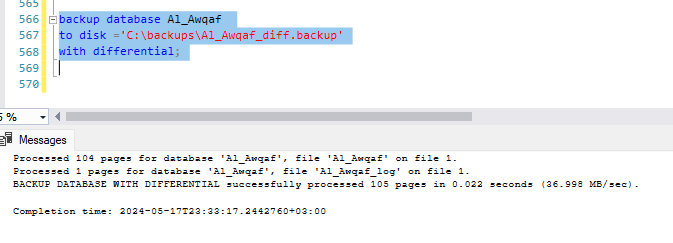 565
566 backup database Al_Awqaf
567 to disk ='C:\backups\Al_Awqaf_diff.backup'
568 with differential;
569
570
5 %
Messages
Processed 104 pages for database 'Al_Awqaf', file 'Al_Awqaf' on file 1.
Processed 1 pages for database 'Al_Awqaf', file 'Al_Awqaf_log' on file 1.
BACKUP DATABASE WITH DIFFERENTIAL successfully processed 105 pages in 0.022 seconds (36.998 MB/sec).
Completion time: 2024-05-17T23:33:17.2442760+03:00